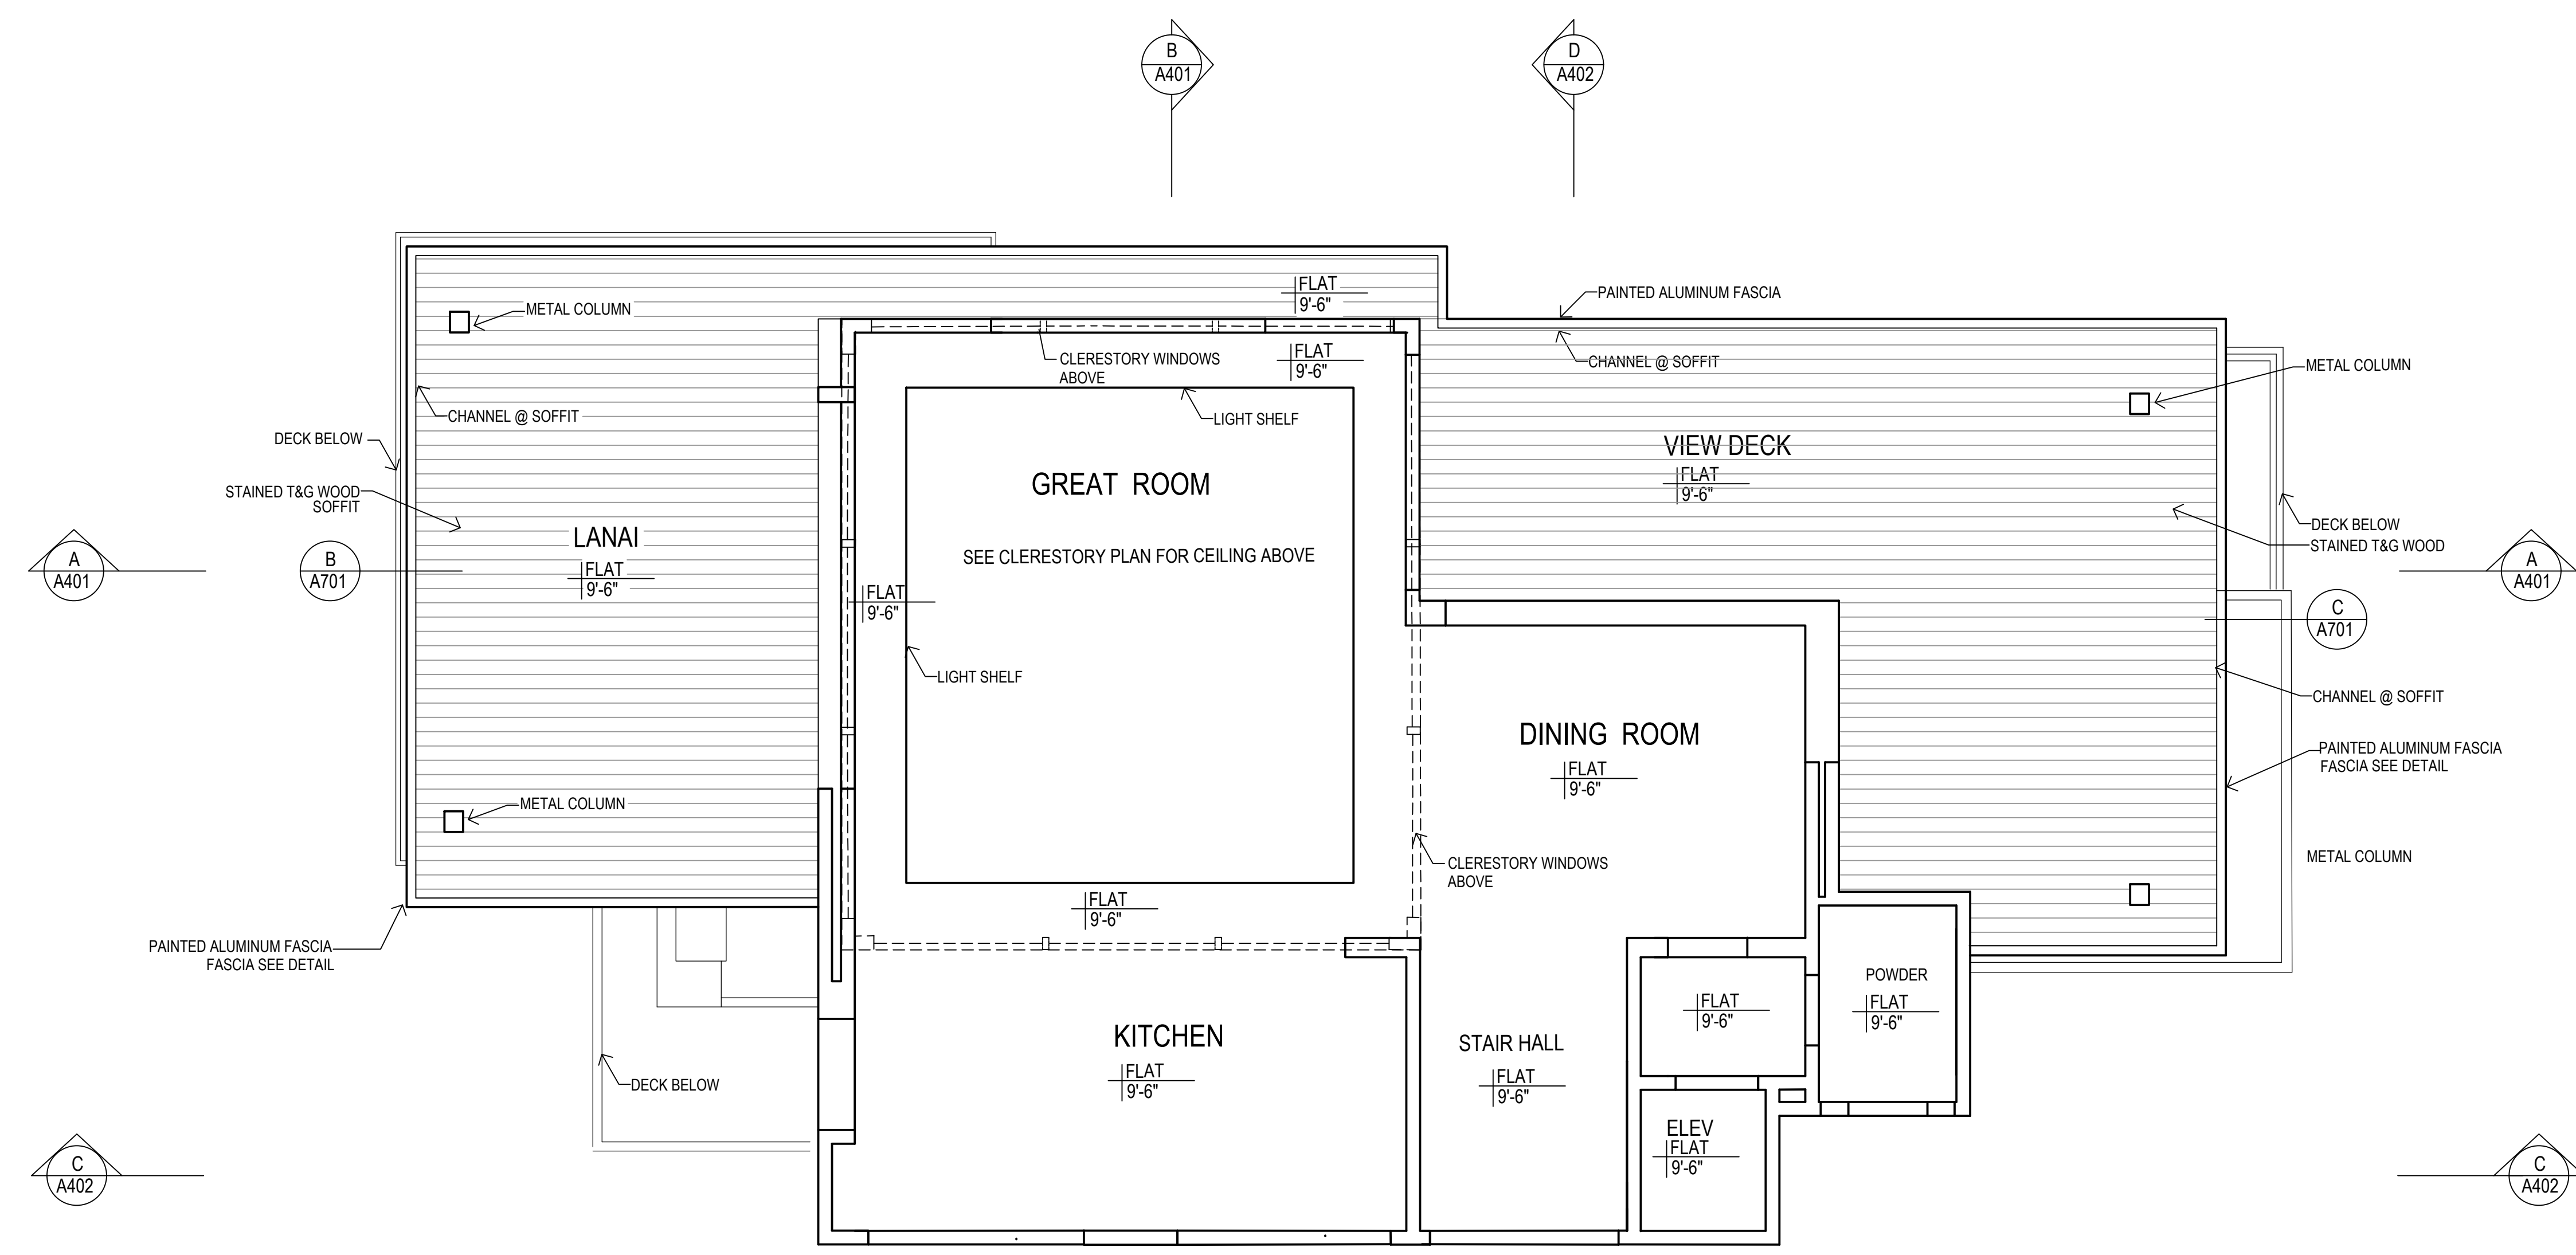 B
A401
D
A402
FLAT
9'-6"
PAINTED ALUMINUM FASCIA
METAL COLUMN
CLERESTORY WINDOWS
ABOVE
FLAT
9'-6"
CHANNEL @ SOFFIT
METAL COLUMN
CHANNEL @ SOFFIT
LIGHT SHELF
DECK BELOW
VIEW DECK
FLAT
9'-6"
GREAT ROOM
STAINED T&G WOOD
SOFFIT
LANAI
FLAT
9'-6"
SEE CLERESTORY PLAN FOR CEILING ABOVE
DECK BELOW
STAINED T&G WOOD
A
A401
B
A701
A
A401
FLAT
9'-6"
C
A701
LIGHT SHELF
CHANNEL @ SOFFIT
DINING ROOM
FLAT
9'-6"
PAINTED ALUMINUM FASCIA
FASCIA SEE DETAIL
METAL COLUMN
CLERESTORY WINDOWS
ABOVE
METAL COLUMN
FLAT
9'-6"
PAINTED ALUMINUM FASCIA
FASCIA SEE DETAIL
POWDER
FLAT
9'-6"
FLAT
9'-6"
KITCHEN
FLAT
9'-6"
STAIR HALL
FLAT
9'-6"
DECK BELOW
ELEV
FLAT
9'-6"
C
A402
C
A402